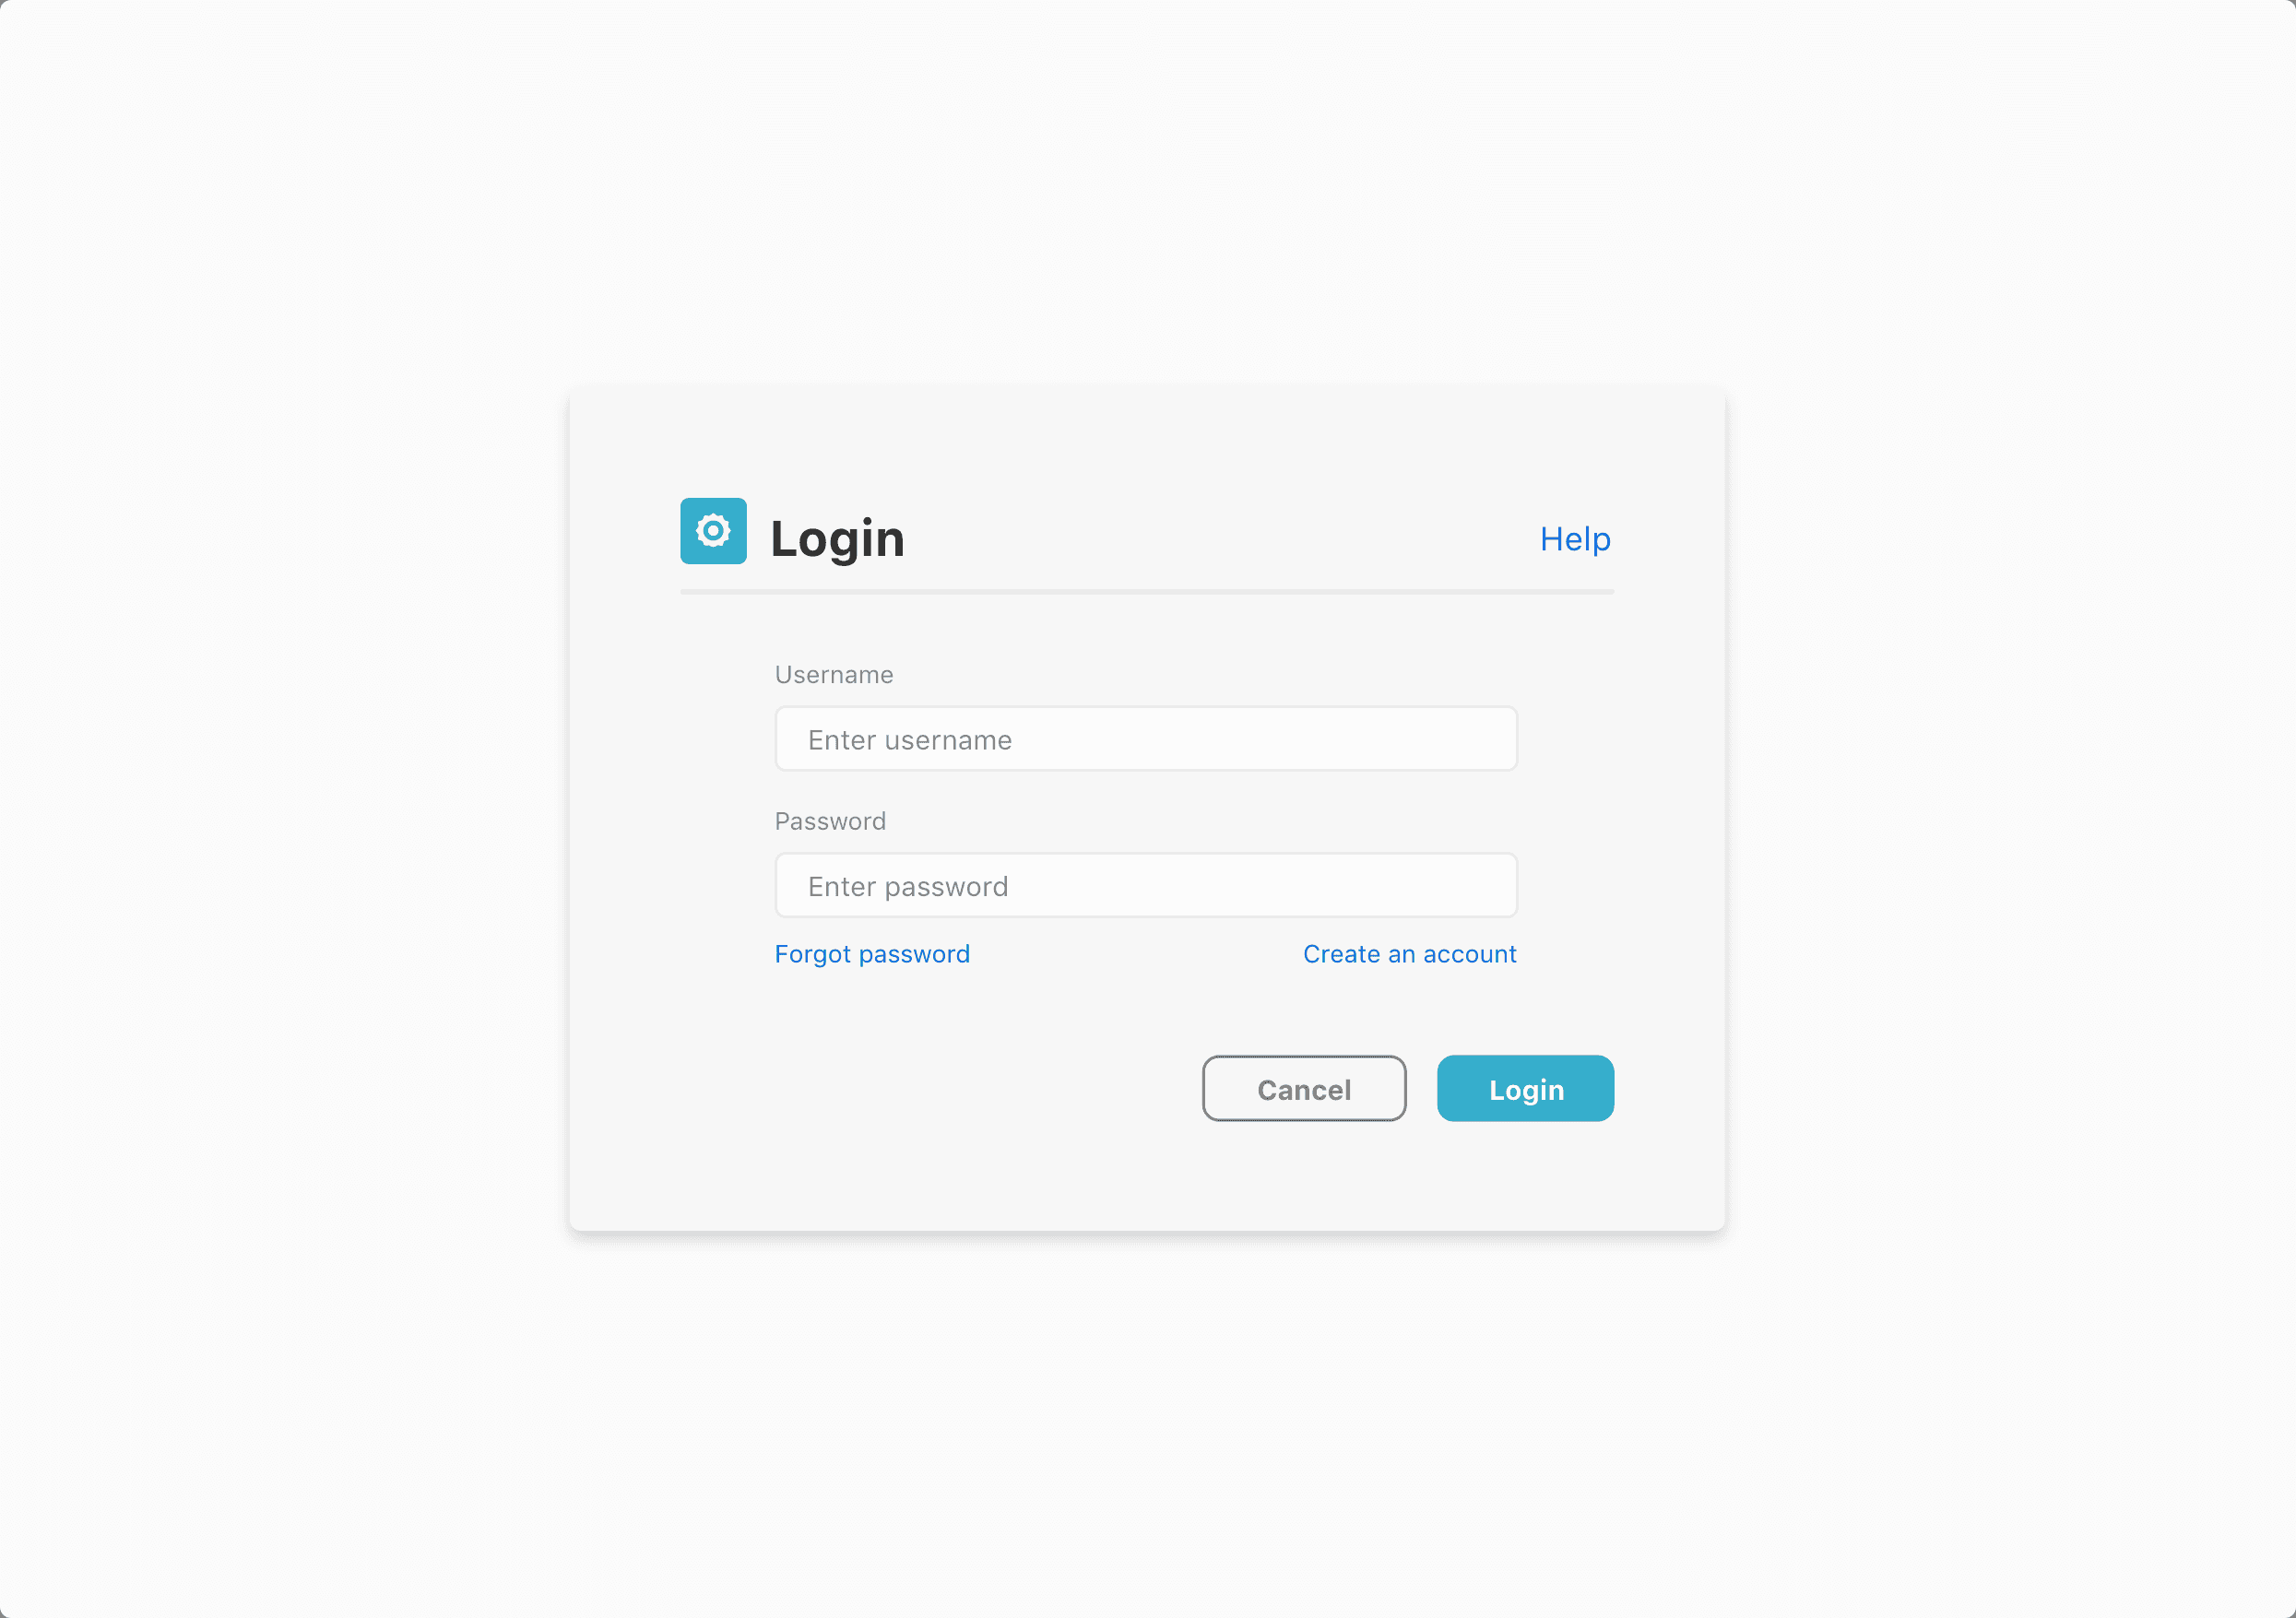 Login
Help
Username
Enter username
Password
Enter password
Forgot password
Create an account
Cancel
Login